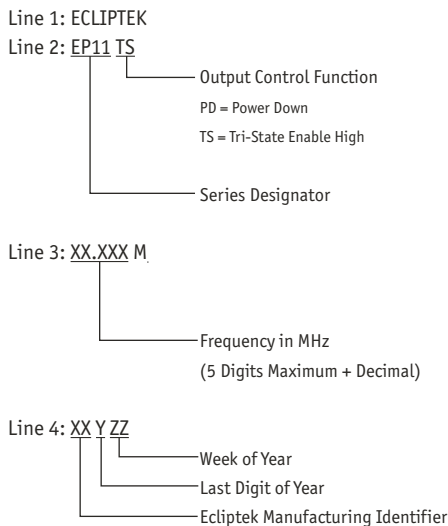 Line 1: ECLIPTEK
Line 2: EP11 TS
Output Control Function
PD = Power Down
TS = Tri-State Enable High
Series Designator
Line 3: XX.XXX M
Frequency in MHz
(5 Digits Maximum + Decimal)
Line 4: XX Y ZZ
Week of Year
Last Digit of Year
Ecliptek Manufacturing Identifier